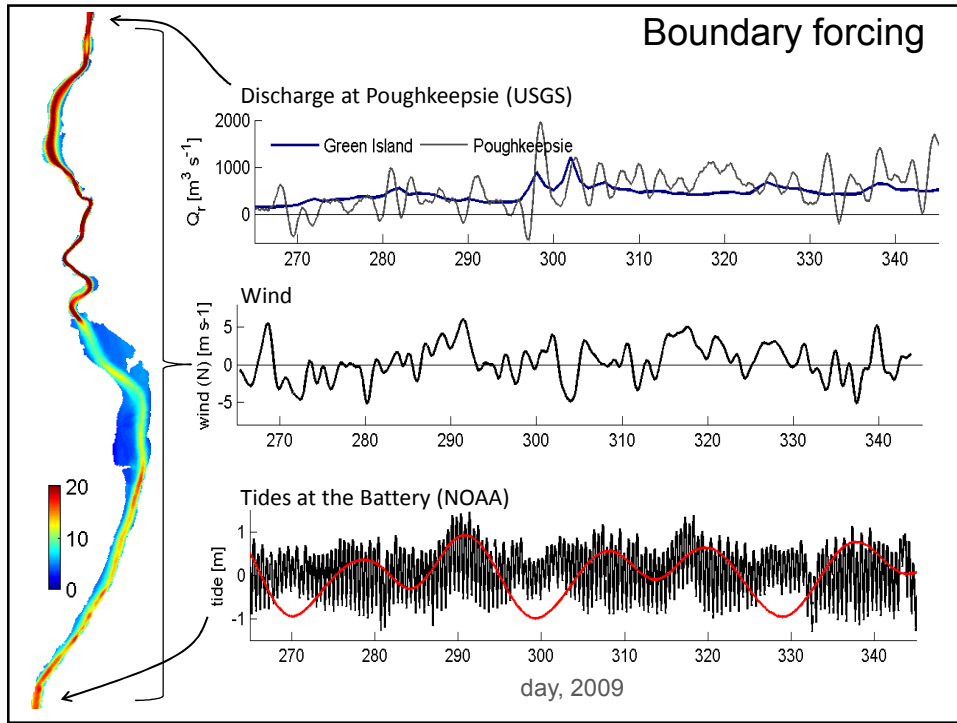 Boundary forcing
Discharge at Poughkeepsie (USGS)
Q_r [m³ s⁻¹]
2000
1000
0
Green Island
Poughkeepsie
270 280 290 300 310 320 330 340
Wind
wind (N) [m s-1]
5
0
-5
270 280 290 300 310 320 330 340
20
10
0
Tides at the Battery (NOAA)
tide [m]
1
0
-1
270 280 290 300 310 320 330 340
day, 2009